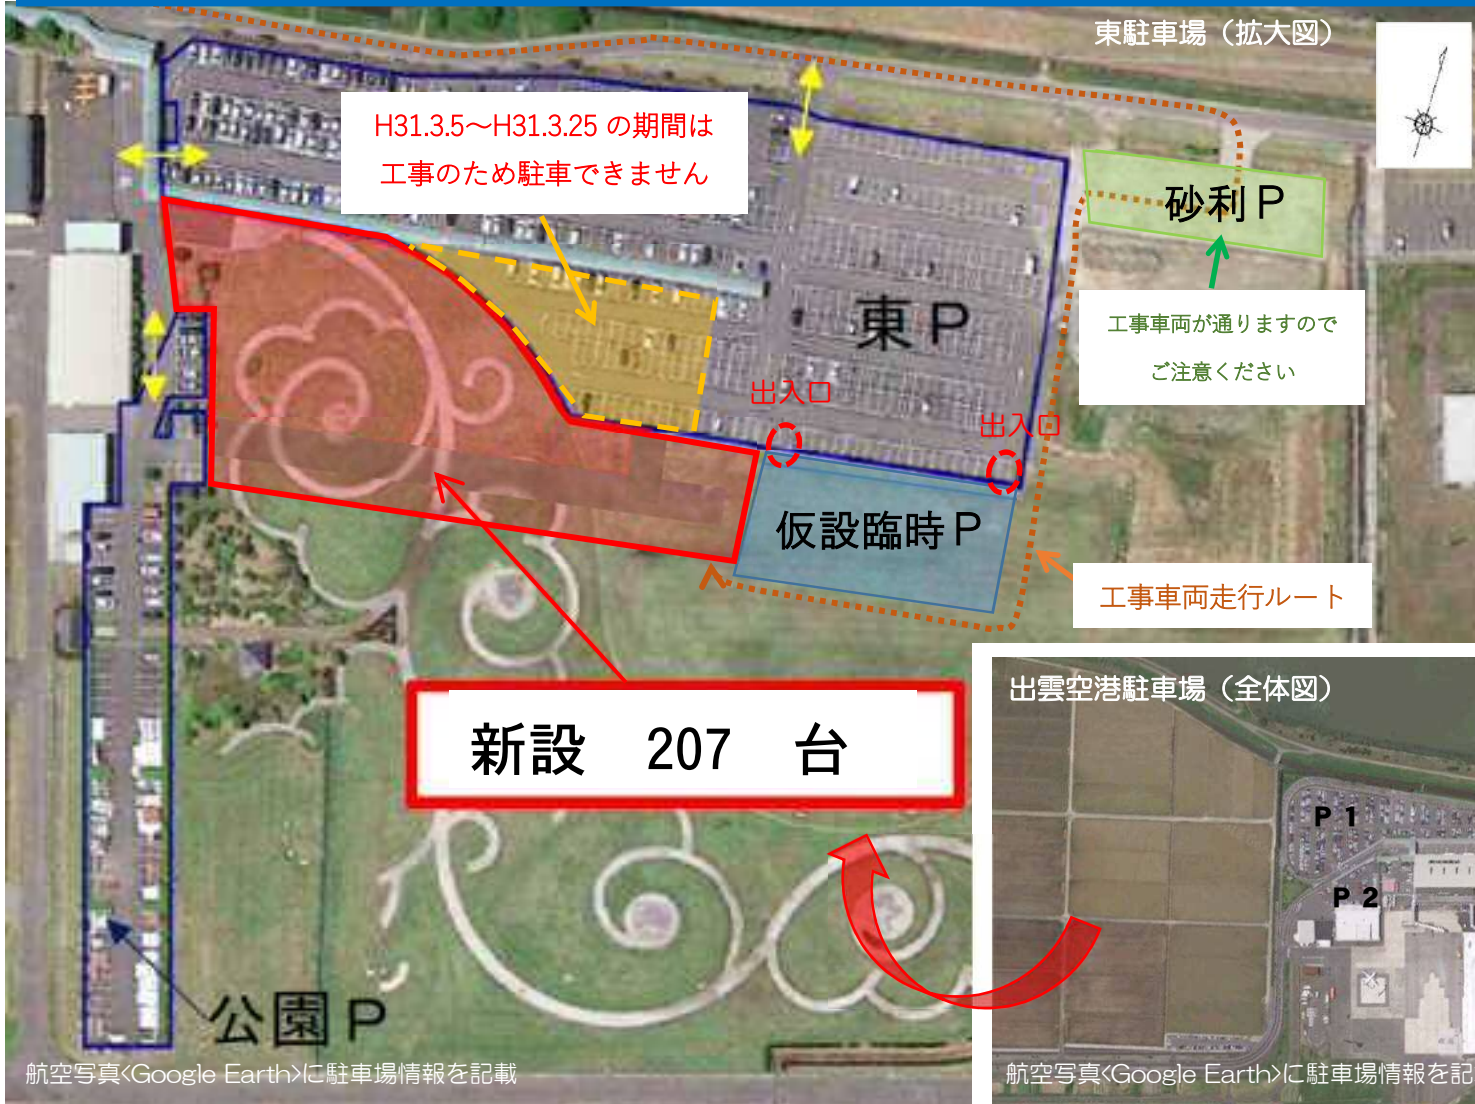 東駐車場（拡大図）
H31.3.5～H31.3.25 の期間は
工事のため駐車できません
砂利Ｐ
工事車両が通りますので
ご注意ください
東Ｐ
出入口
出入口
仮設臨時Ｐ
工事車両走行ルート
新設　207　台
出雲空港駐車場（全体図）
Ｐ１
Ｐ２
公園Ｐ
航空写真<Google Earth>に駐車場情報を記載
航空写真<Google Earth>に駐車場情報を記